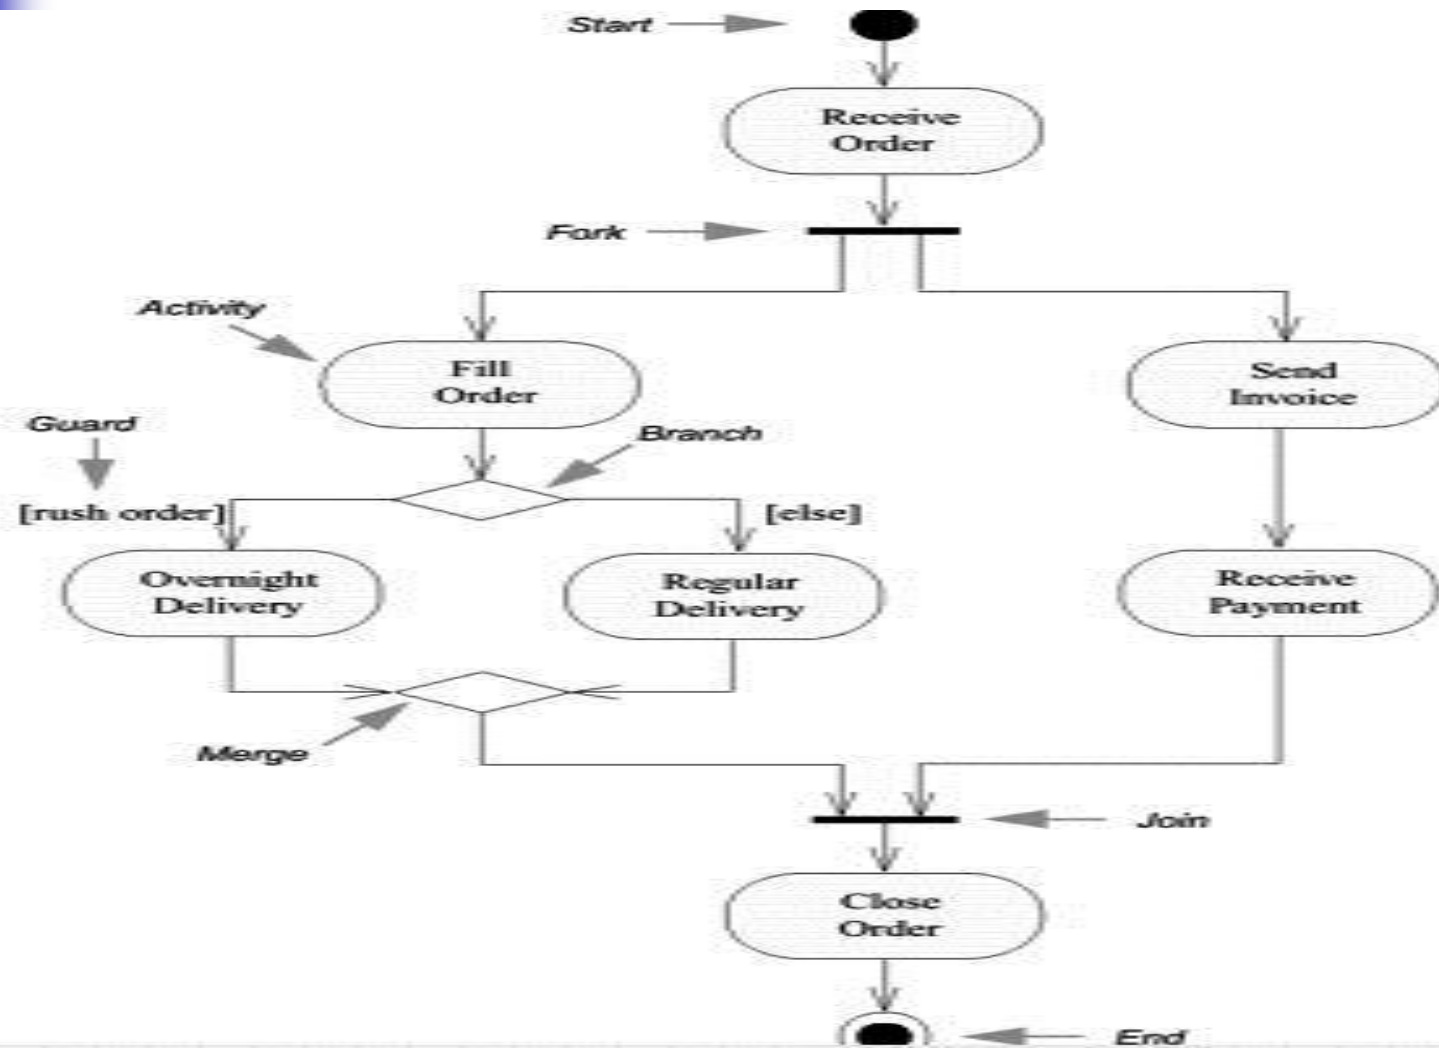 Start
Receive
Order
Fork
Activity
Fill
Order
Send
Invoice
Guard
Branch
[rush order]
[else]
Overnight
Delivery
Regular
Delivery
Receive
Payment
Merge
Join
Close
Order
End